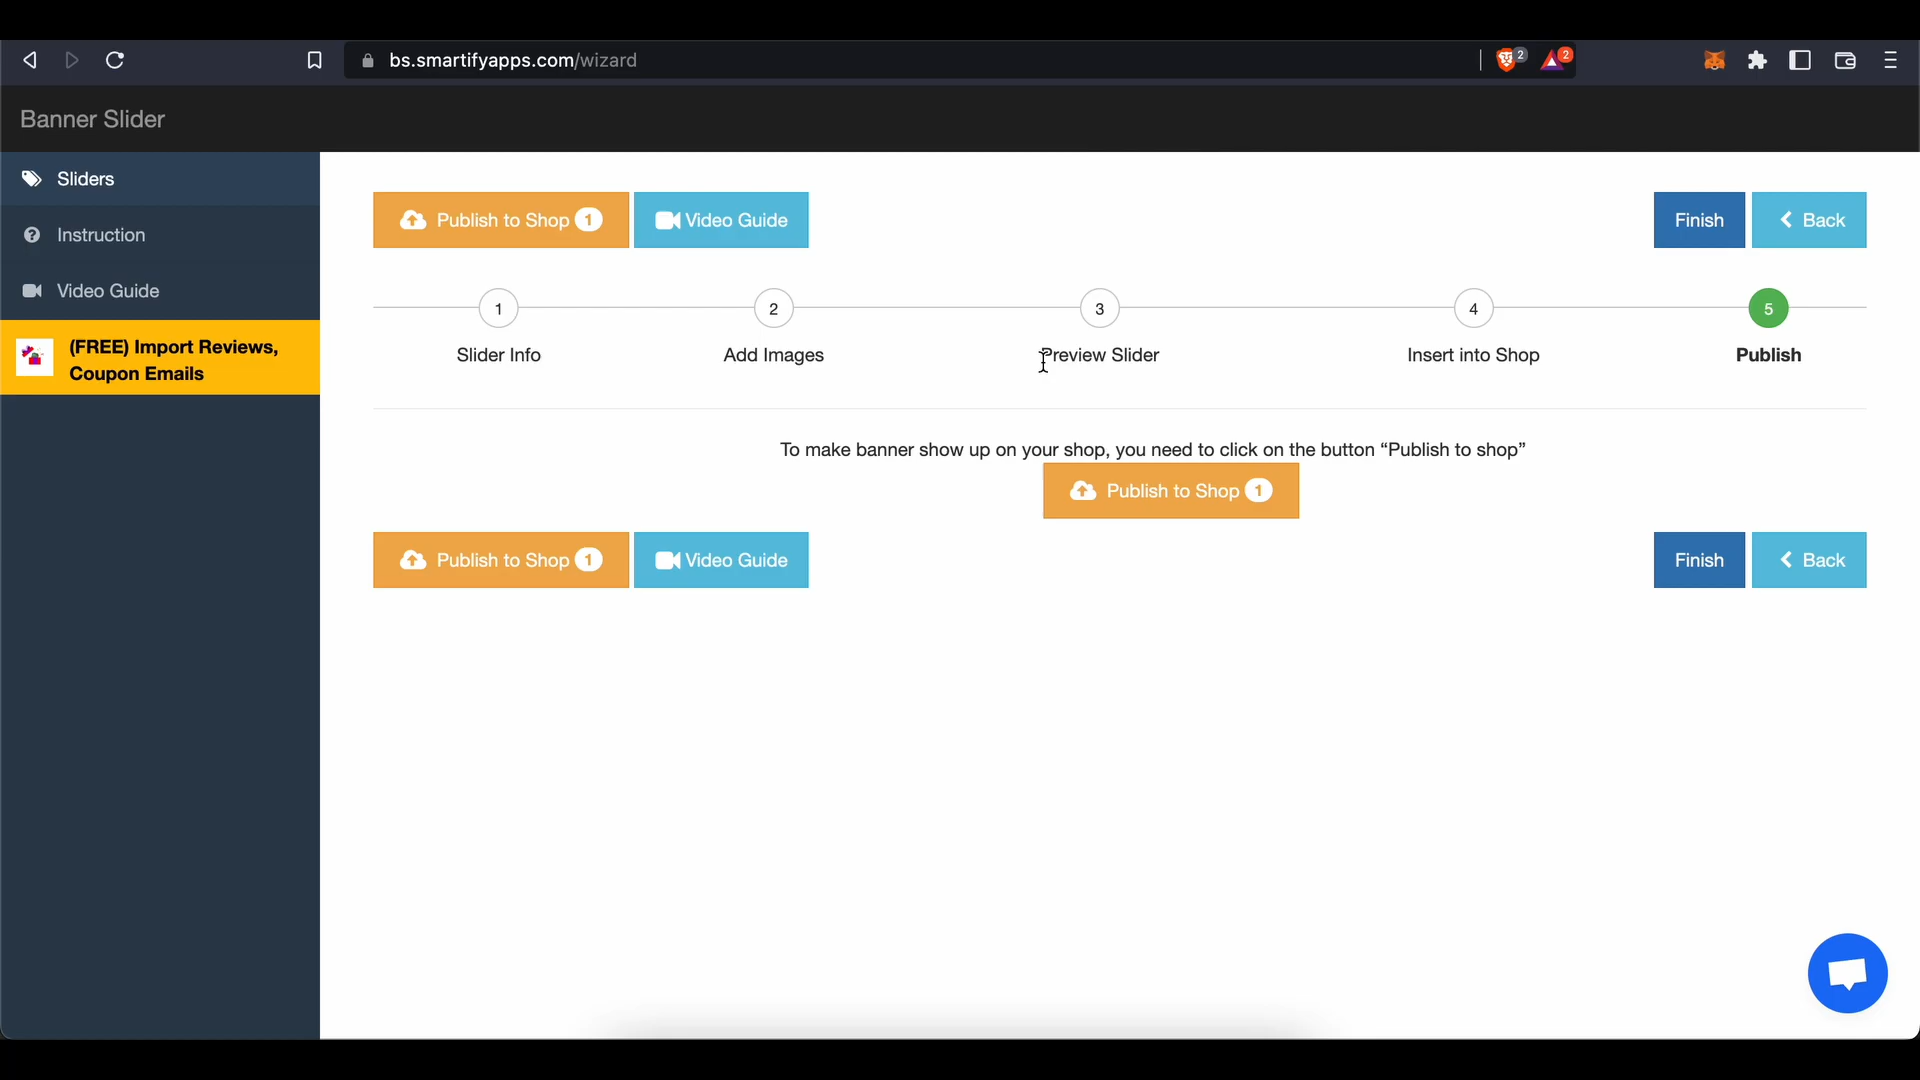 bs.smartifyapps.com/wizard
2
2
Banner Slider
Sliders
Instruction
Video Guide
(FREE) Import Reviews,
Coupon Emails
Publish to Shop 1
Video Guide
Finish
Back
1
2
3
4
5
Slider Info
Add Images
Preview Slider
Insert into Shop
Publish
To make banner show up on your shop, you need to click on the button “Publish to shop”
Publish to Shop 1
Publish to Shop 1
Video Guide
Finish
Back